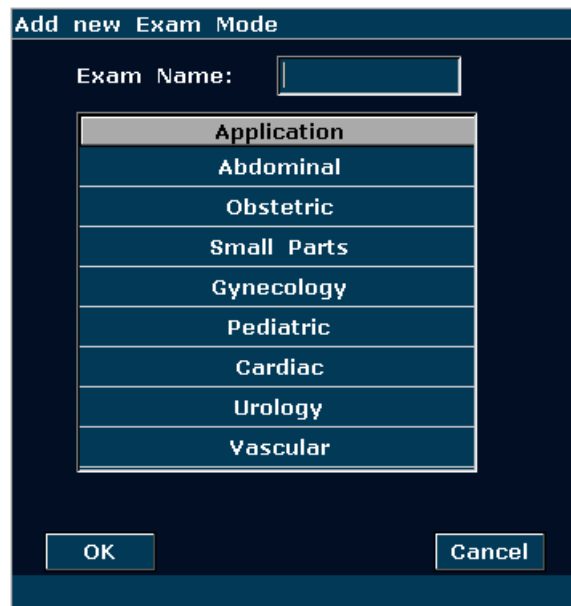 Add new Exam Mode
Exam Name:
Application
Abdominal
Obstetric
Small Parts
Gynecology
Pediatric
Cardiac
Urology
Vascular
OK Cancel